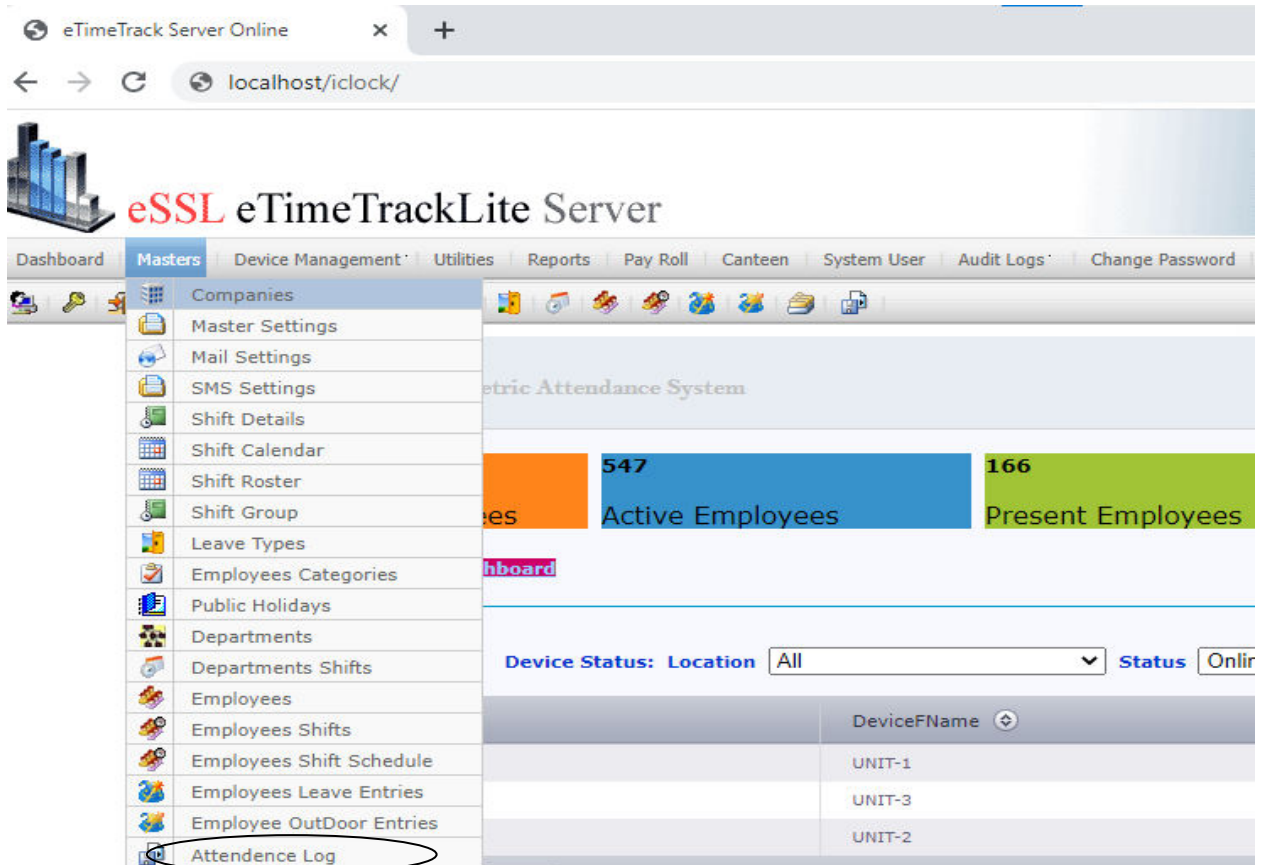 eTimeTrack Server Online
localhost/iclock/
eSSL eTimeTrackLite Server
Dashboard Masters Device Management Utilities Reports Pay Roll Canteen System User Audit Logs Change Password
Companies
Master Settings
Mail Settings
SMS Settings
etric Attendance System
Shift Details
Shift Calendar
547 166
Shift Roster
Shift Group
ees Active Employees Present Employees
Leave Types
Employees Categories
hboard
Public Holidays
Departments
Departments Shifts
Device Status: Location All Status Onlin
Employees
Employees Shifts
DeviceFName
Employees Shift Schedule
UNIT-1
Employees Leave Entries
UNIT-3
Employee OutDoor Entries
UNIT-2
Attendence Log